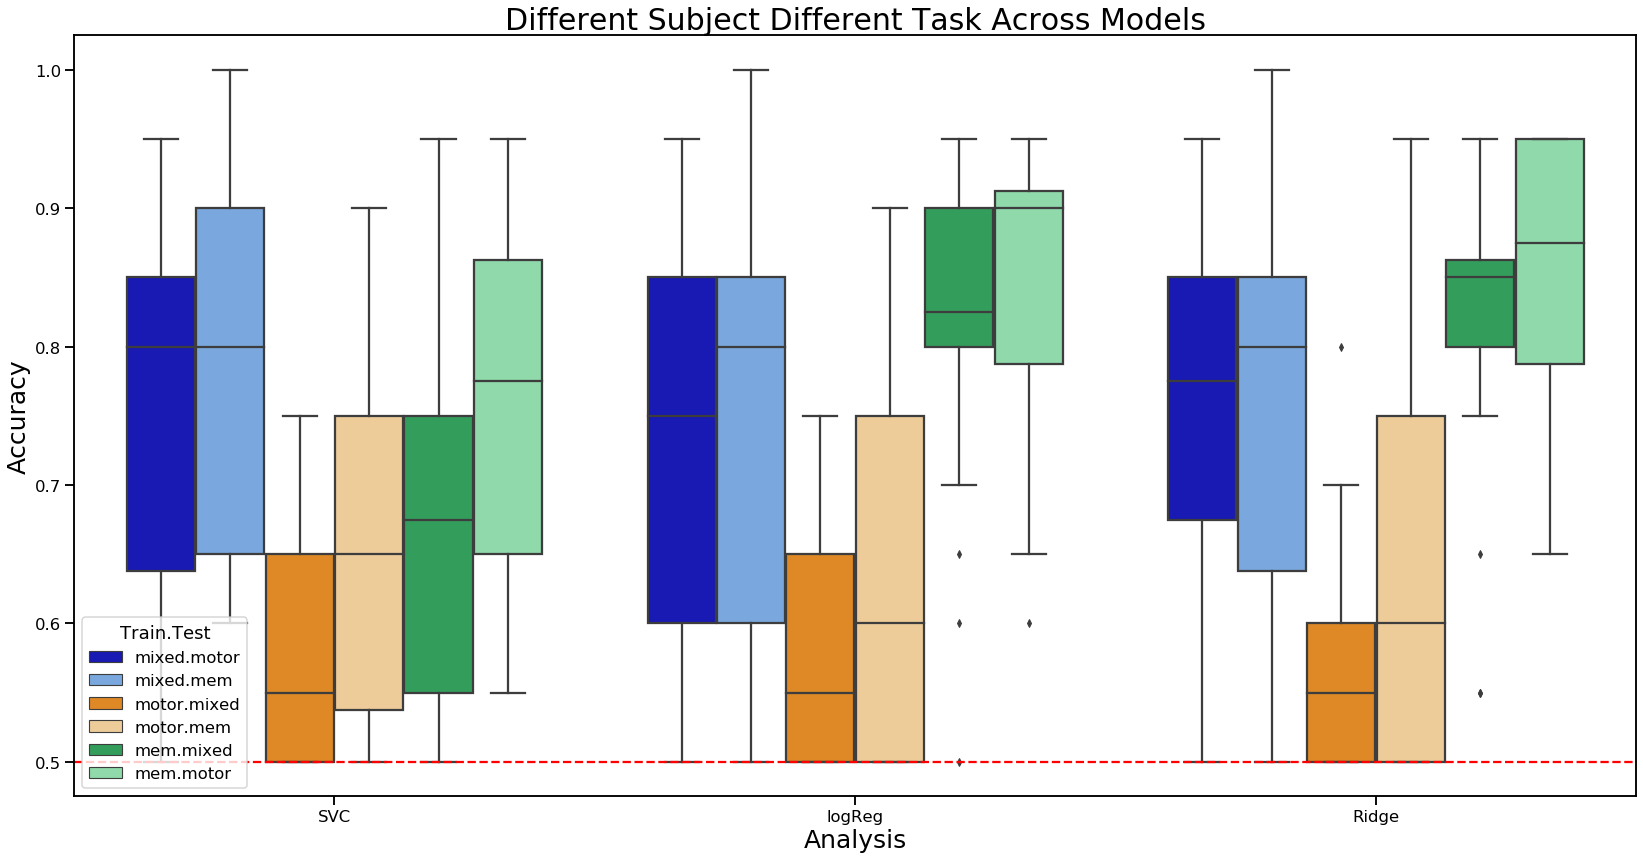 Different Subject Different Task Across Models
1.0
0.9
0.8
0.7
0.6
0.5
Accuracy
Train.Test
mixed.motor
mixed.mem
motor.mixed
motor.mem
mem.mixed
mem.motor
SVC
logReg
Ridge
Analysis